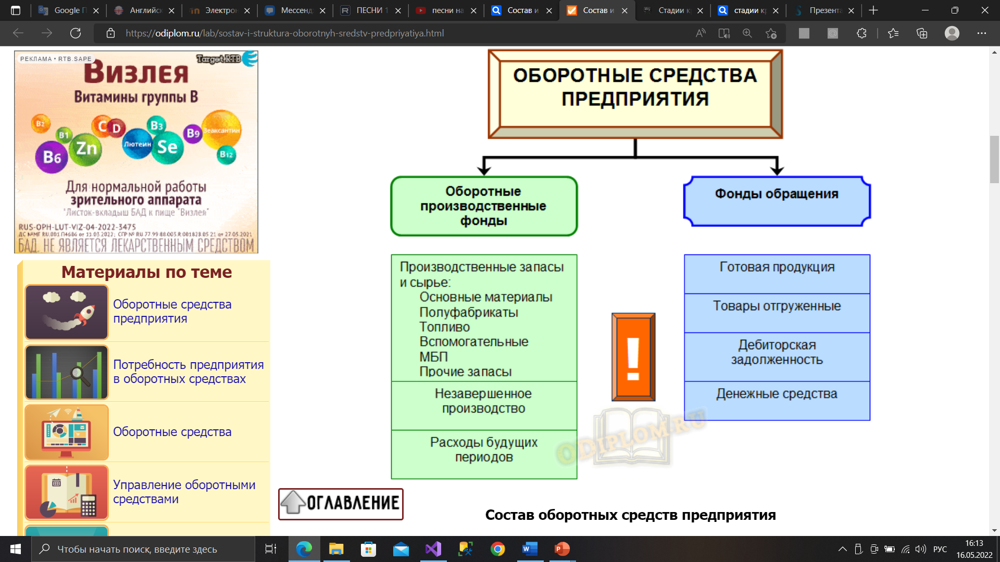 Google П
Английск
Электрон
Мессенд
ПЕСНИ 1
песни на
Состав и
Состав и
Стадии к
стадии кр
Презента
https://odiplom.ru/lab/sostav-i-struktura-oborotnyh-sredstv-predpriyatiya.html
РЕКЛАМА • RTB.SAPE
Target RTB
ВИЗЛЕЯ
Витамины группы В
B2
B1
C
D
B3
B9
Зеаксантин
B6
Zn
Лютеин
Se
B12
Для нормальной работы
зрительного аппарата
*Листок-вкладыш БАД к пище "Визлея"
RUS-OPH-LUT-VIZ-04-2022-3475
БАД. НЕ ЯВЛЯЕТСЯ ЛЕКАРСТВЕННЫМ СРЕДСТВОМ
Материалы по теме
Оборотные средства
предприятия
Потребность предприятия
в оборотных средствах
Оборотные средства
Управление оборотными
средствами
ОБОРОТНЫЕ СРЕДСТВА
ПРЕДПРИЯТИЯ
Оборотные
производственные
фонды
Фонды обращения
Производственные запасы
и сырье:
Основные материалы
Полуфабрикаты
Топливо
Вспомогательные
МБП
Прочие запасы
Незавершенное
производство
Расходы будущих
периодов
!
Готовая продукция
Товары отгруженные
Дебиторская
задолженность
Денежные средства
ODIPLOM.RU
ОГЛАВЛЕНИЕ
Состав оборотных средств предприятия
Чтобы начать поиск, введите здесь
РУС
16:13
16.05.2022